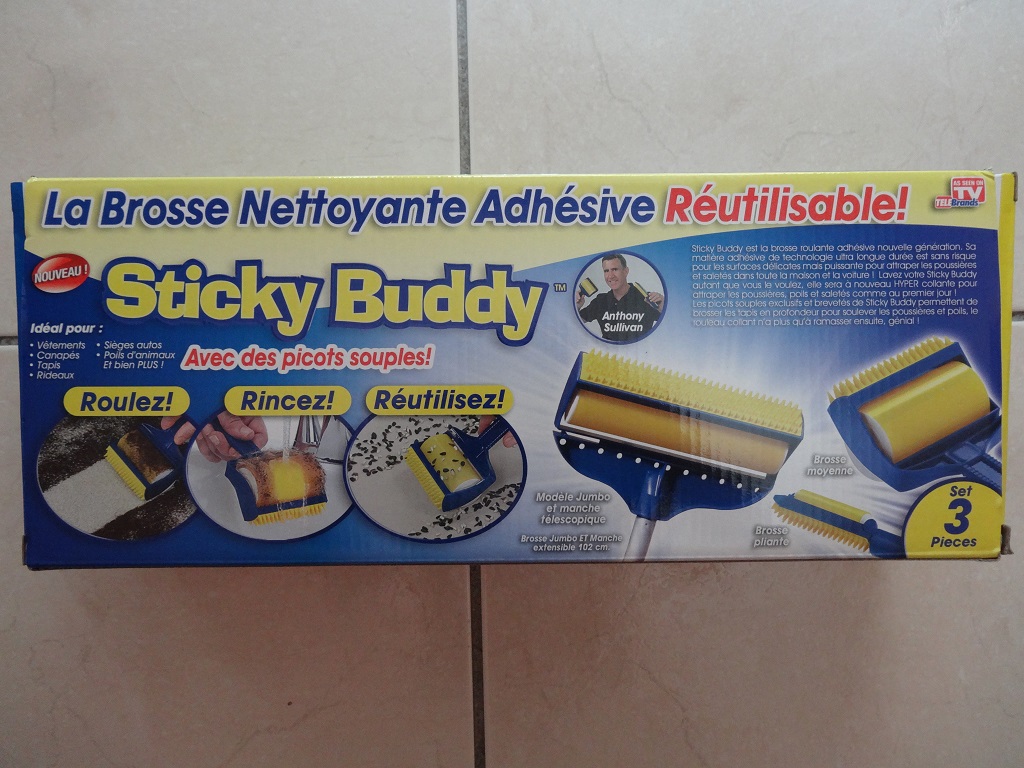 La Brosse Nettoyante Adhésive Réutilisable!
AS SEEN ON
TV
TELEBrands
NOUVEAU !
Sticky Buddy™
Anthony
Sullivan
Sticky Buddy est la brosse roulante adhésive nouvelle génération. Sa
matière adhésive de technologie ultra longue durée est sans risque
pour les surfaces délicates mais puissante pour attraper les poussières
et saletés dans toute la maison et la voiture ! Lavez votre Sticky Buddy
autant que vous le voulez, elle sera à nouveau HYPER collante pour
attraper les poussières, poils et saletés comme au premier jour !
Les picots souples exclusifs et brevetés de Sticky Buddy permettent de
brosser les tapis en profondeur pour soulever les poussières et poils, le
rouleau collant n'a plus qu'à ramasser ensuite, génial !
Idéal pour :
• Vêtements
• Canapés
• Tapis
• Rideaux
• Sièges autos
• Poils d'animaux
Et bien PLUS !
Avec des picots souples!
Roulez!
Rincez!
Réutilisez!
Modèle Jumbo
et manche
télescopique
Brosse Jumbo ET Manche
extensible 102 cm.
Brosse
moyenne
Brosse
pliante
Set
3
Pieces